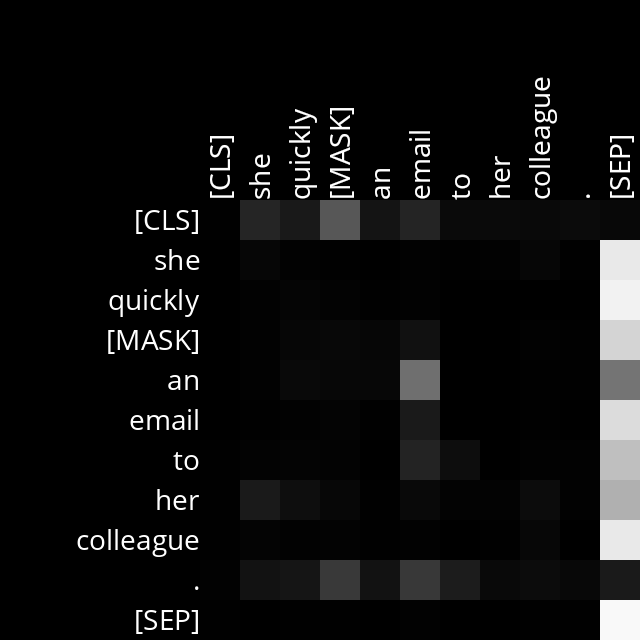 [CLS] she quickly [MASK] an email to her colleague . [SEP]
[CLS]
she
quickly
[MASK]
an
email
to
her
colleague
.
[SEP]